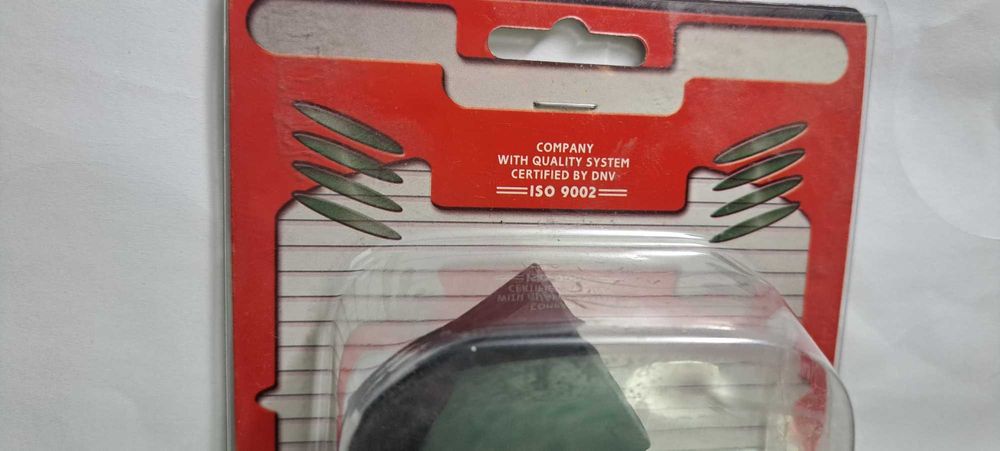 COMPANY
WITH QUALITY SYSTEM
CERTIFIED BY DNV
ISO 9002